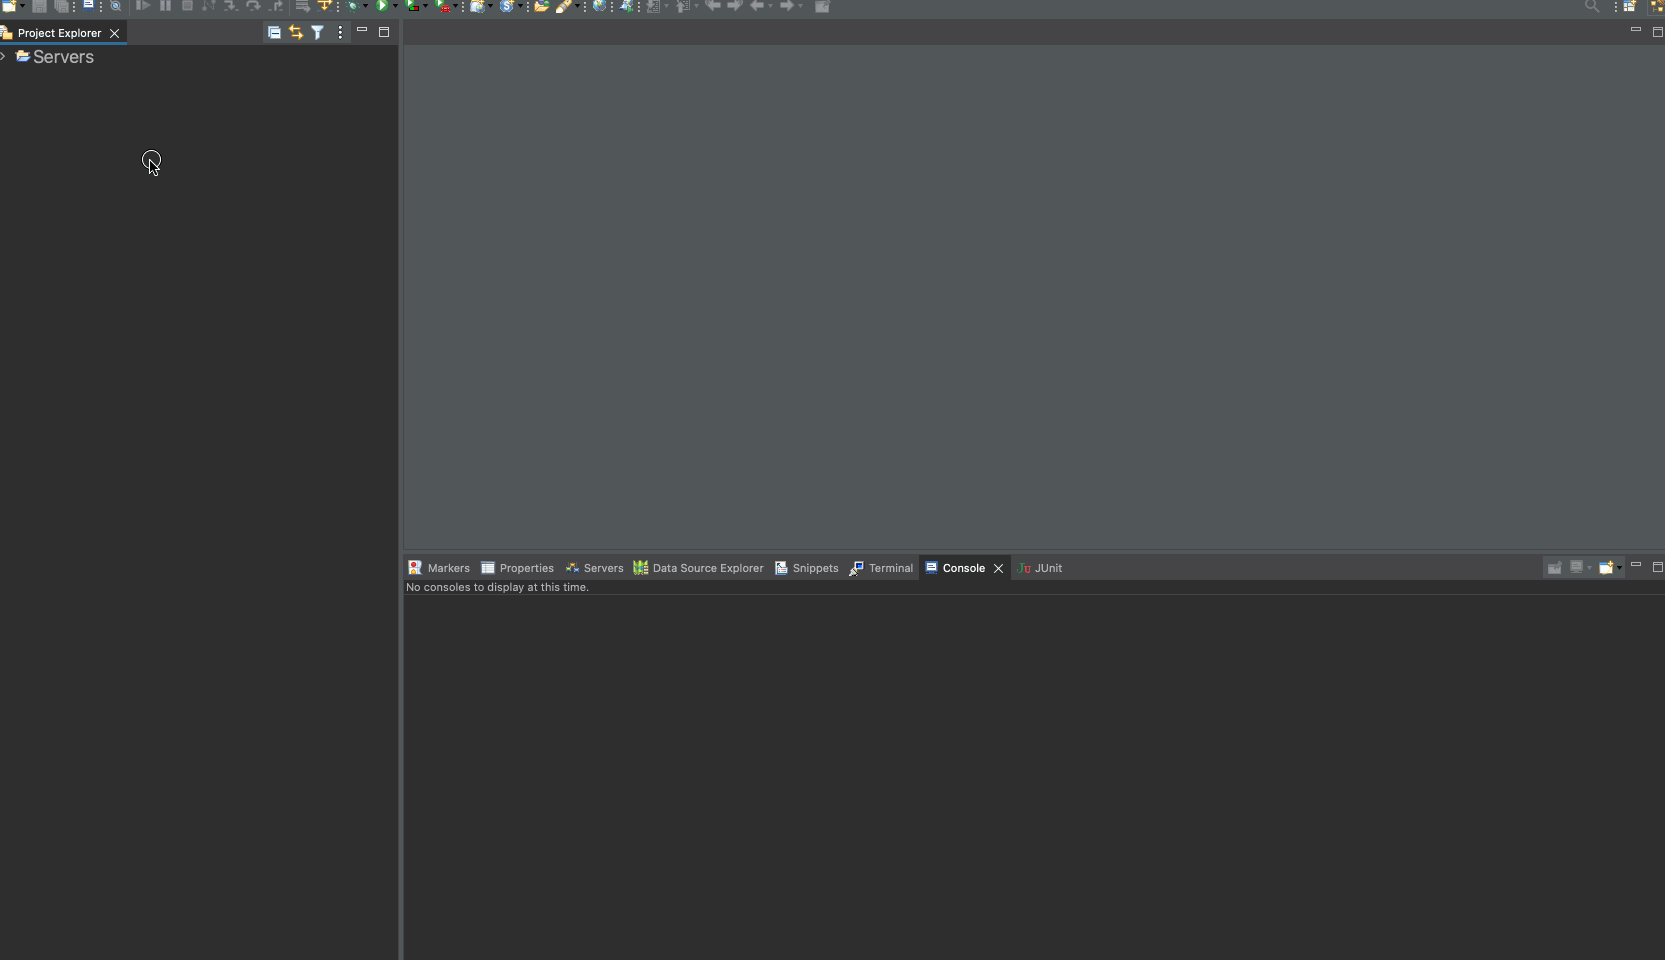 Project Explorer
Servers
Markers Properties Servers Data Source Explorer Snippets Terminal Console JUnit
No consoles to display at this time.